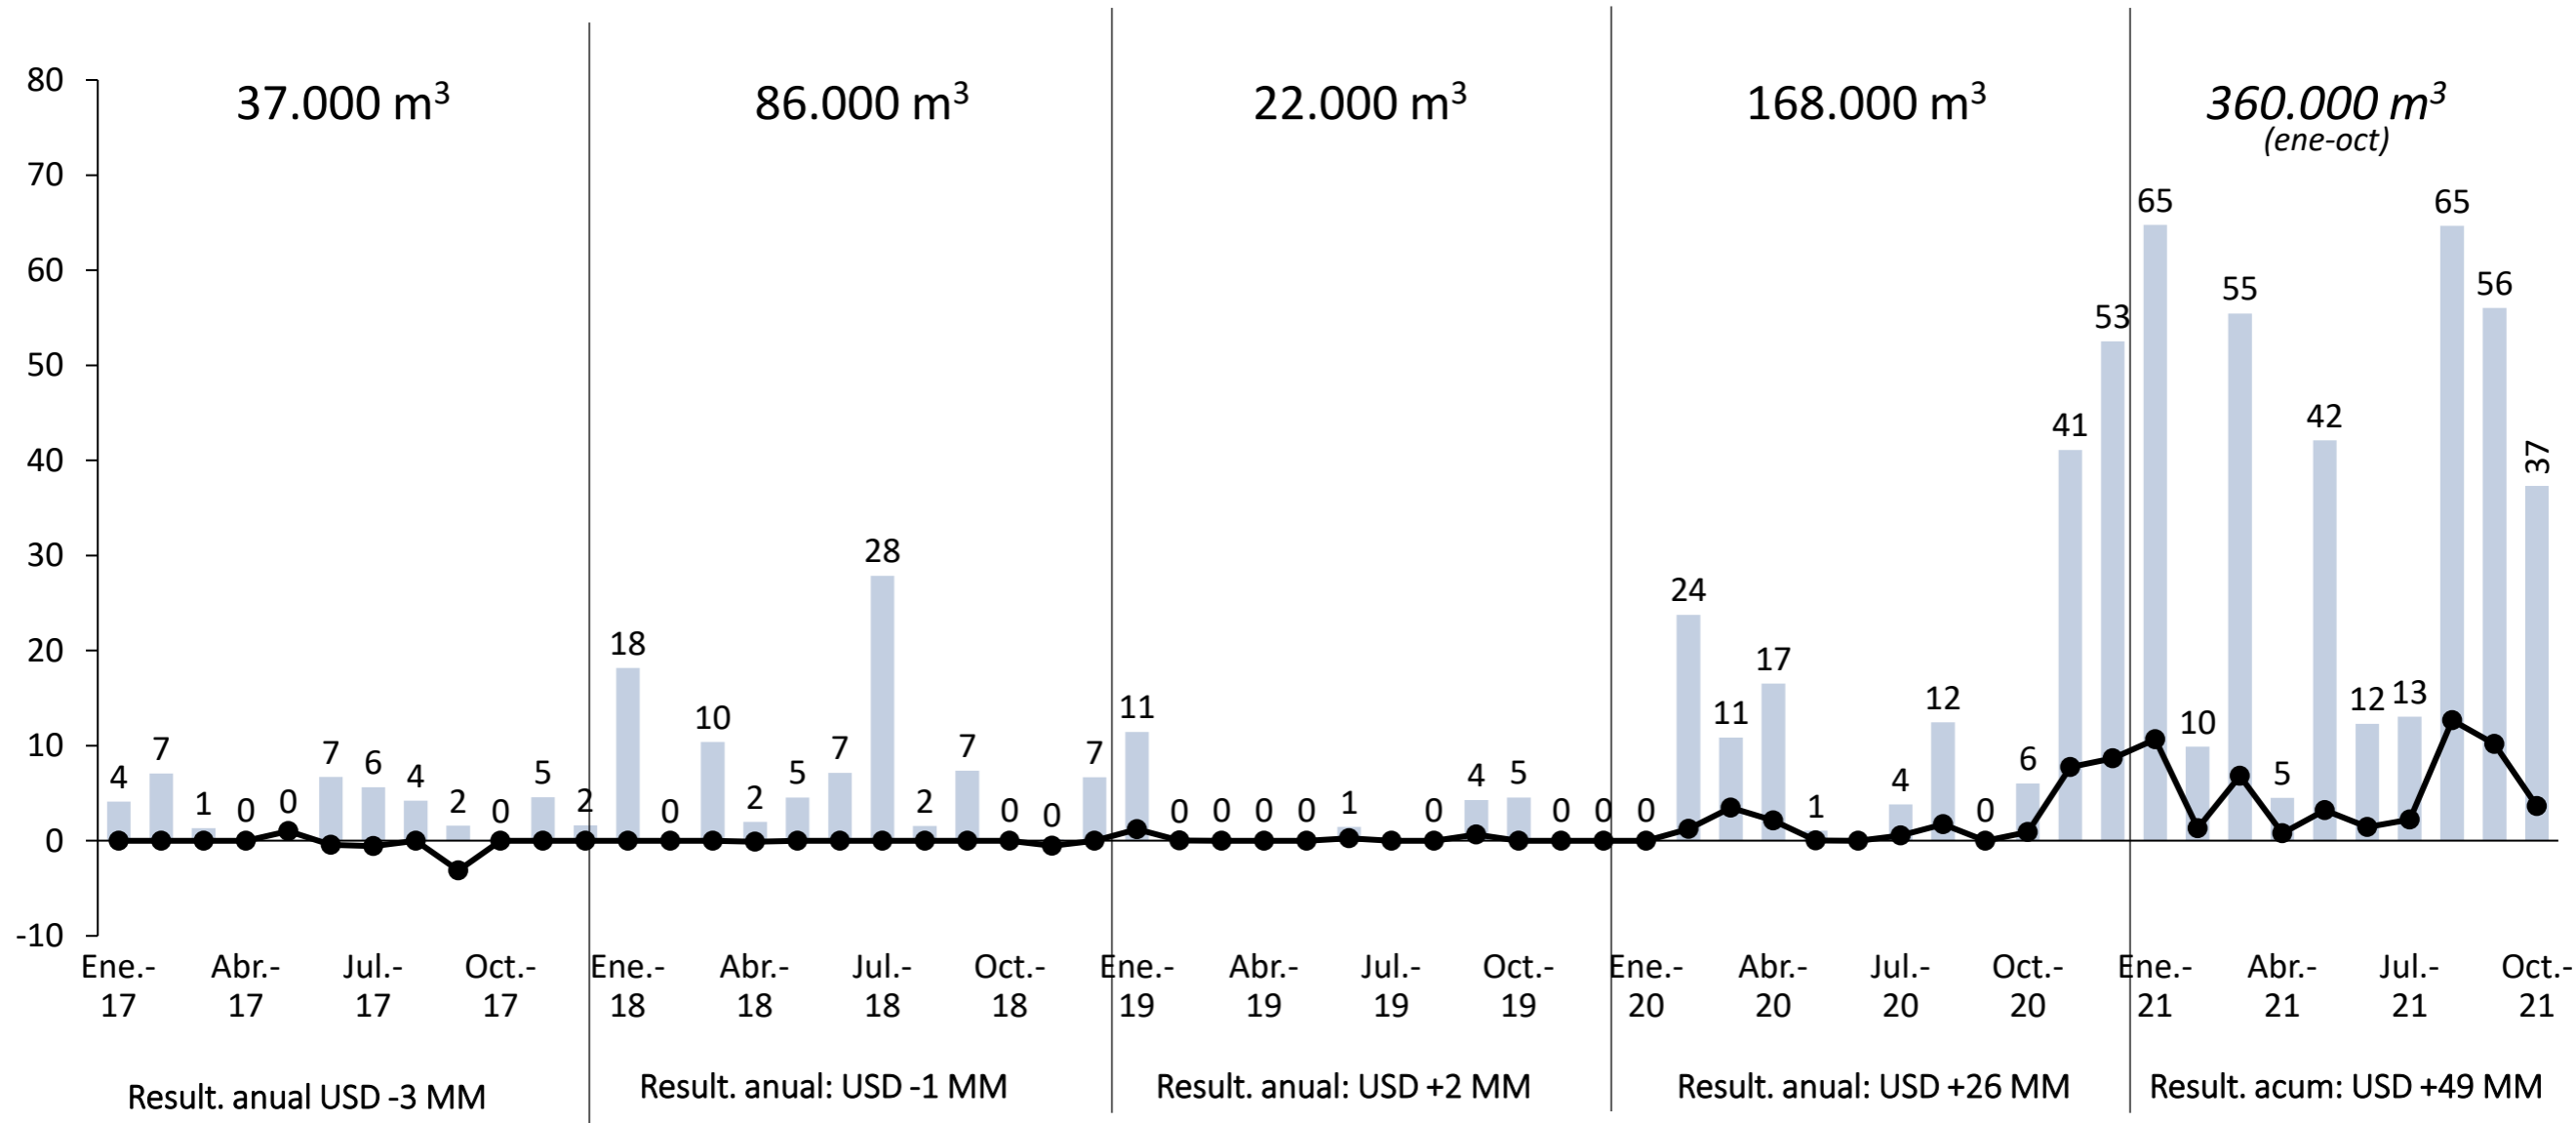 37.000 m³ 86.000 m³ 22.000 m³ 168.000 m³ 360.000 m³
(ene-oct)
80
70
60
50
40
30
20
10
0
-10
4 7 1 0 0 7 6 4 2 0 5 2
18 0 10 2 5 7 28 2 7 0 0 7
11 0 0 0 0 1 0 4 5 0 0
0 24 11 17 1 4 12 0 6 41 53
65 10 55 5 42 12 13 65 56 37
Ene.- Abr.- Jul.- Oct.- Ene.- Abr.- Jul.- Oct.- Ene.- Abr.- Jul.- Oct.- Ene.- Abr.- Jul.- Oct.- Ene.- Abr.- Jul.- Oct.-
17 17 17 17 18 18 18 18 19 19 19 19 20 20 20 20 21 21 21 21
Result. anual USD -3 MM Result. anual: USD -1 MM Result. anual: USD +2 MM Result. anual: USD +26 MM Result. acum: USD +49 MM